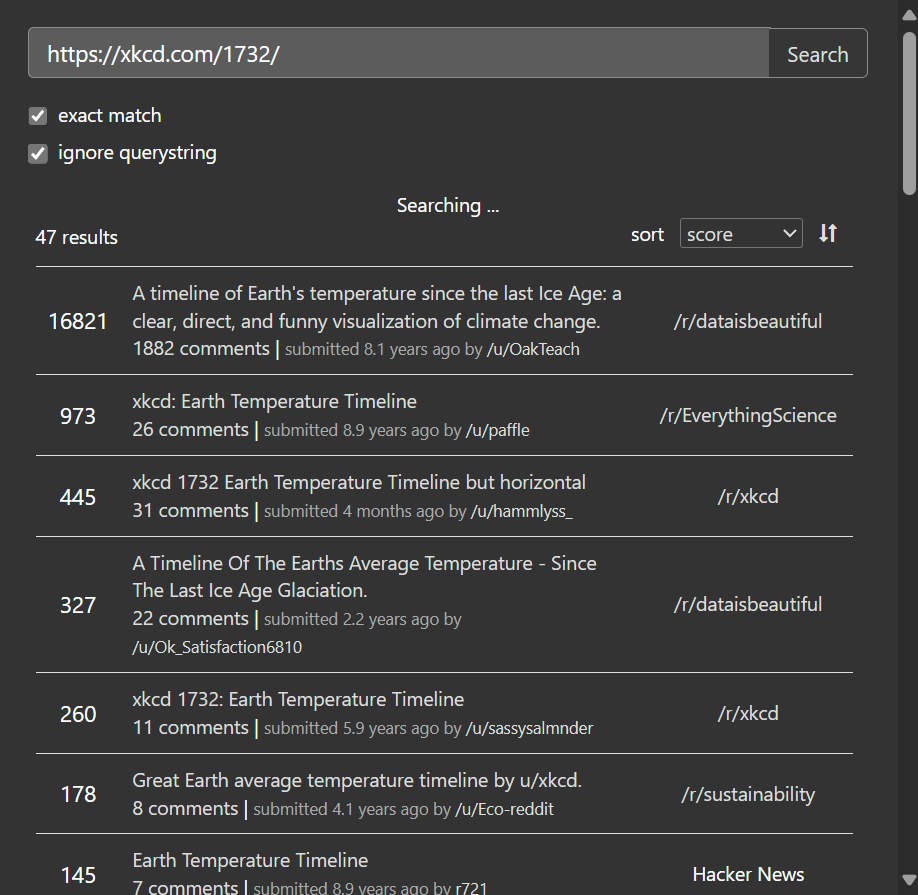 https://xkcd.com/1732/ Search
exact match
ignore querystring
Searching ...
47 results sort score
A timeline of Earth's temperature since the last Ice Age: a
16821 clear, direct, and funny visualization of climate change. /r/dataisbeautiful
1882 comments | submitted 8.1 years ago by /u/OakTeach
xkcd: Earth Temperature Timeline
973 /r/EverythingScience
26 comments | submitted 8.9 years ago by /u/paffle
xkcd 1732 Earth Temperature Timeline but horizontal
445 /r/xkcd
31 comments | submitted 4 months ago by /u/hammlyss_
A Timeline Of The Earths Average Temperature - Since
The Last Ice Age Glaciation.
327 /r/dataisbeautiful
22 comments | submitted 2.2 years ago by
/u/Ok_Satisfaction6810
xkcd 1732: Earth Temperature Timeline
260 /r/xkcd
11 comments | submitted 5.9 years ago by /u/sassysalmnder
Great Earth average temperature timeline by u/xkcd.
178 /r/sustainability
8 comments | submitted 4.1 years ago by /u/Eco-reddit
Earth Temperature Timeline
145 Hacker News
7 comments | submitted 8.9 years ago by r721